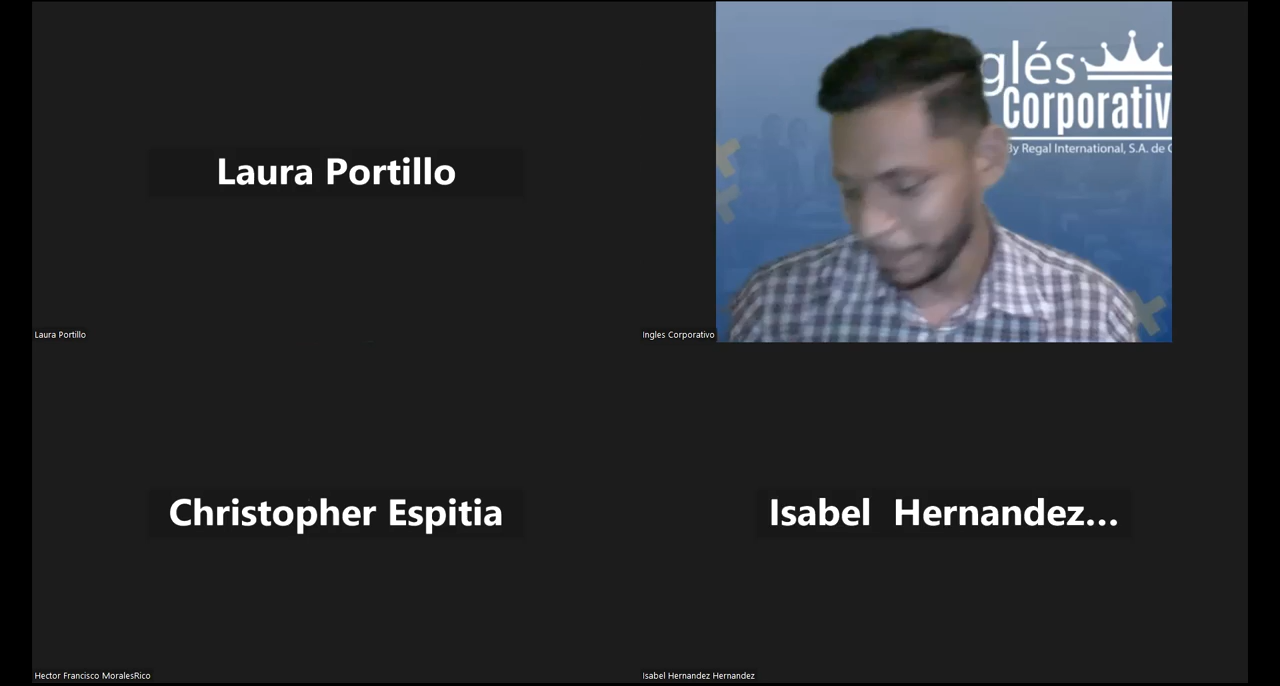 Laura Portillo
glés
Corporativ
By Regal International, S.A. de C
Laura Portillo
Ingles Corporativo
Christopher Espitia
Isabel Hernandez...
Hector Francisco MoralesRico
Isabel Hernandez Hernandez